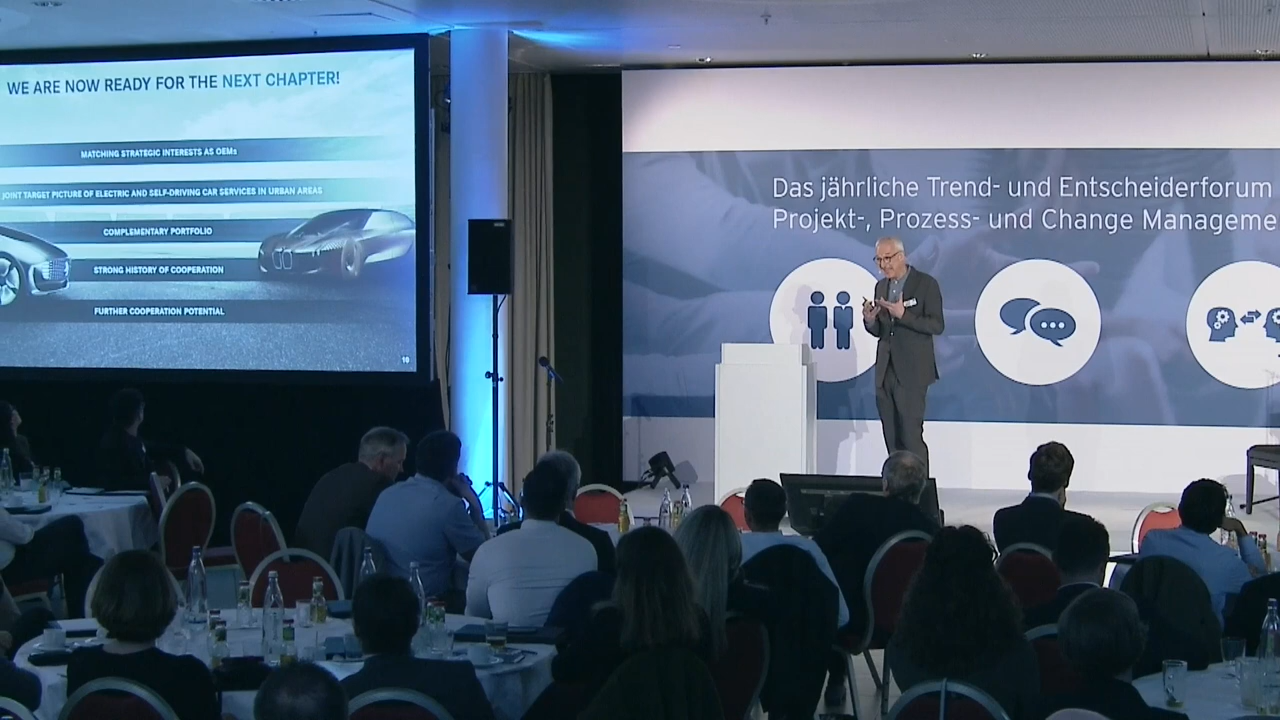 WE ARE NOW READY FOR THE NEXT CHAPTER!
MATCHING STRATEGIC INTERESTS AS OEMs
JOINT TARGET PICTURE OF ELECTRIC AND SELF-DRIVING CAR SERVICES IN URBAN AREAS
COMPLEMENTARY PORTFOLIO
STRONG HISTORY OF COOPERATION
FURTHER COOPERATION POTENTIAL
10
Das jährliche Trend- und Entscheiderforum
Projekt-, Prozess- und Change Manageme